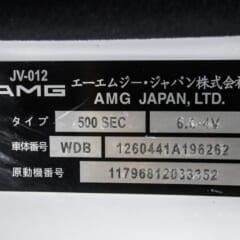 JV-012
AMG エーエムジー・ジャパン株式会社
AMG JAPAN, LTD.
タイプ 500 SEC 6.0-4V
車体番号 WDB 1260441A198262
原動機番号 11796812033352